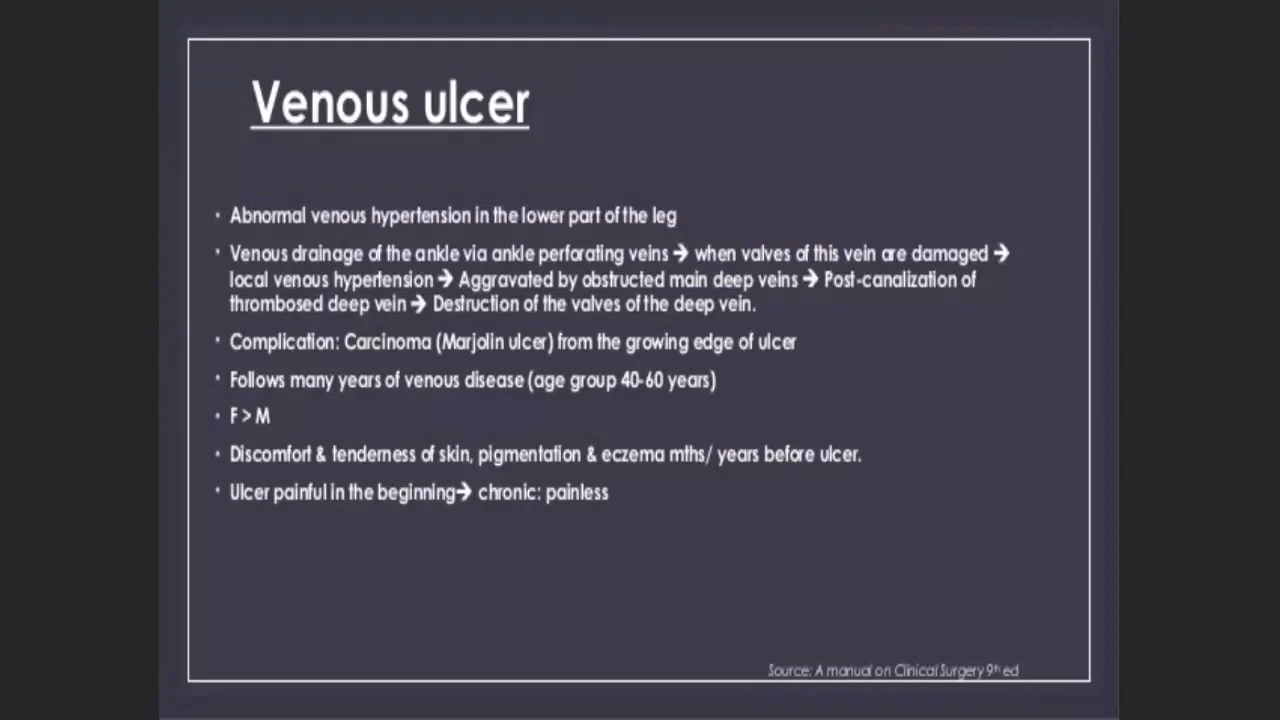 Venous ulcer
• Abnormal venous hypertension in the lower part of the leg
• Venous drainage of the ankle via ankle perforating veins → when valves of this vein are damaged →
local venous hypertension → Aggravated by obstructed main deep veins → Post-canalization of
thrombosed deep vein → Destruction of the valves of the deep vein.
• Complication: Carcinoma (Marjolin ulcer) from the growing edge of ulcer
• Follows many years of venous disease (age group 40-60 years)
• F > M
• Discomfort & tenderness of skin, pigmentation & eczema mths/ years before ulcer.
• Ulcer painful in the beginning→ chronic: painless
Source: A manual on Clinical Surgery 9th ed